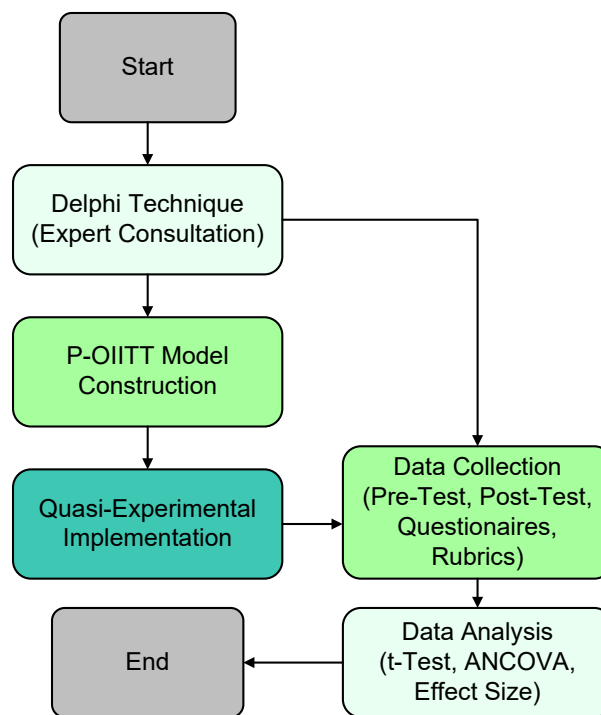 Start
Delphi Technique
(Expert Consultation)
P-OIITT Model
Construction
Quasi-Experimental
Implementation
Data Collection
(Pre-Test, Post-Test,
Questionaires,
Rubrics)
Data Analysis
(t-Test, ANCOVA,
Effect Size)
End